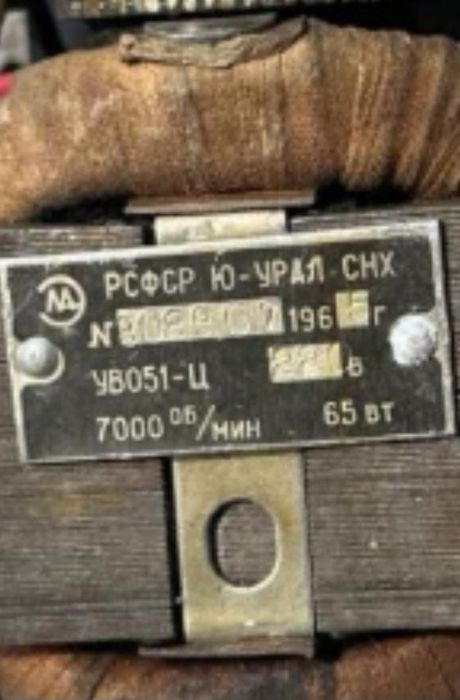 РСФСР Ю-УРАЛ СНХ
№ 196 г
УВ051-Ц В
7000 ОБ/МИН 65 ВТ